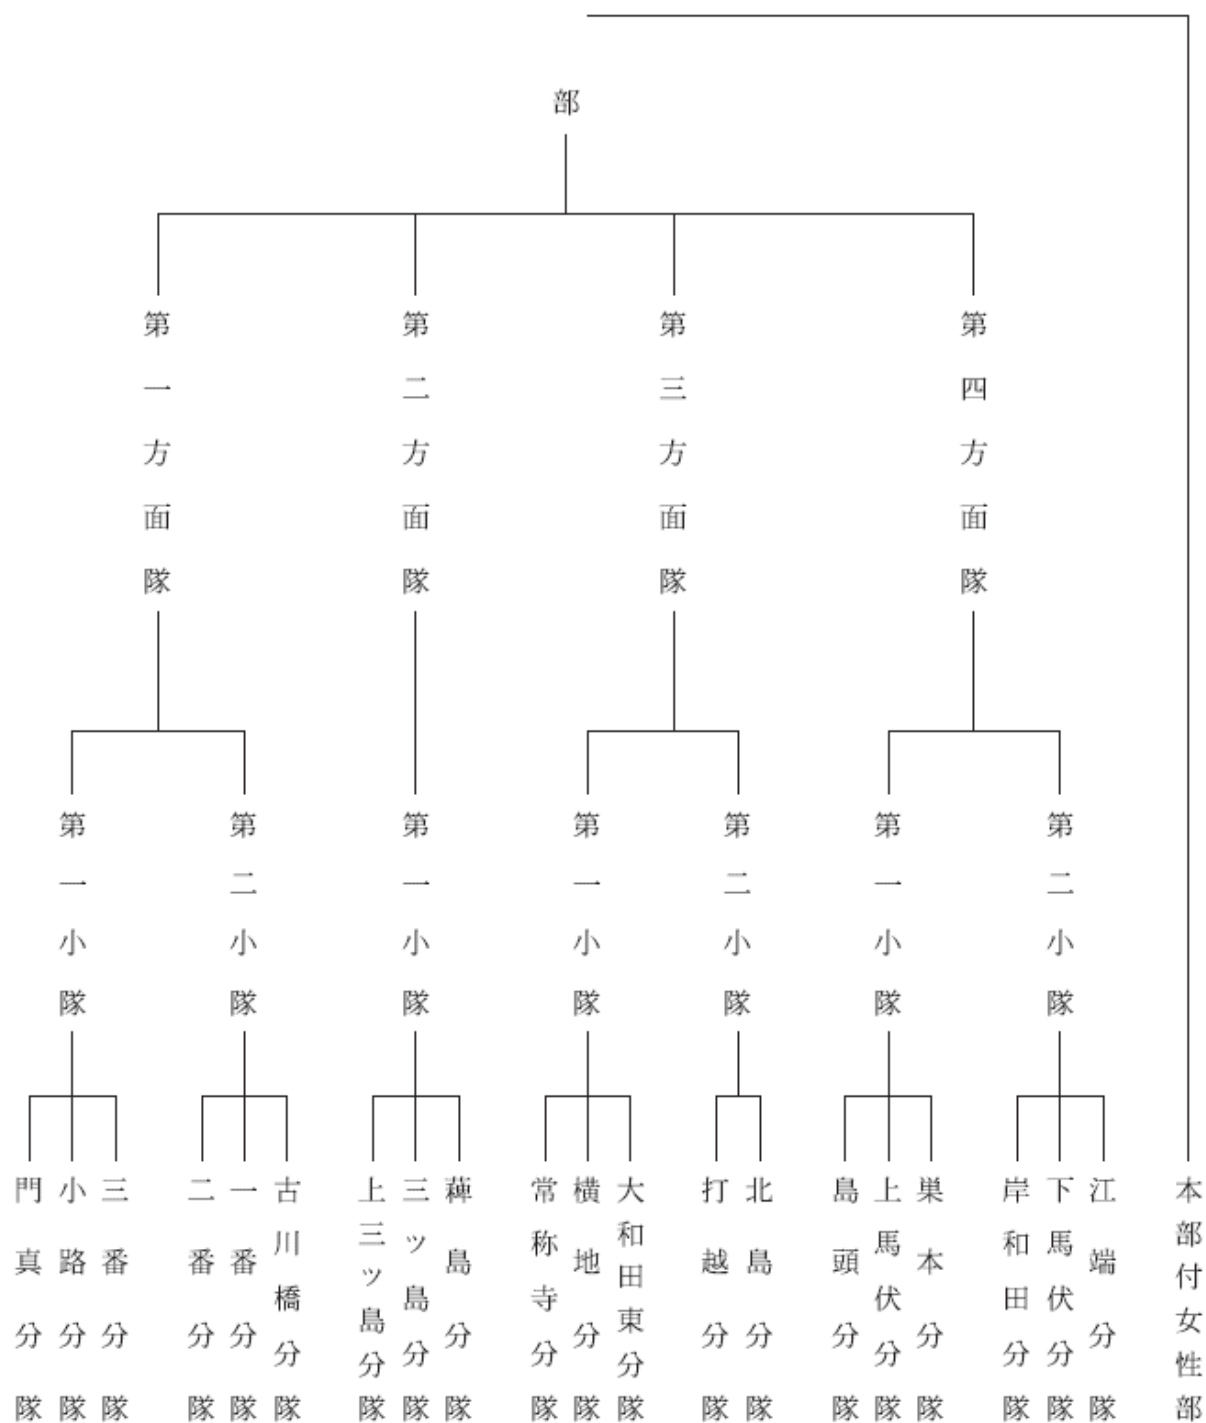 部
第一方面隊
第二方面隊
第三方面隊
第四方面隊
第一小隊
第二小隊
第一小隊
第一小隊
第二小隊
第一小隊
第二小隊
門真分隊
小路分隊
三番分隊
二番分隊
一番分隊
古川橋分隊
上三ッ島分隊
三ッ島分隊
薭島分隊
常称寺分隊
横地分隊
大和田東分隊
打越分隊
北島分隊
島頭分隊
上馬伏分隊
巣本分隊
岸和田分隊
下馬伏分隊
江端分隊
本部付女性部